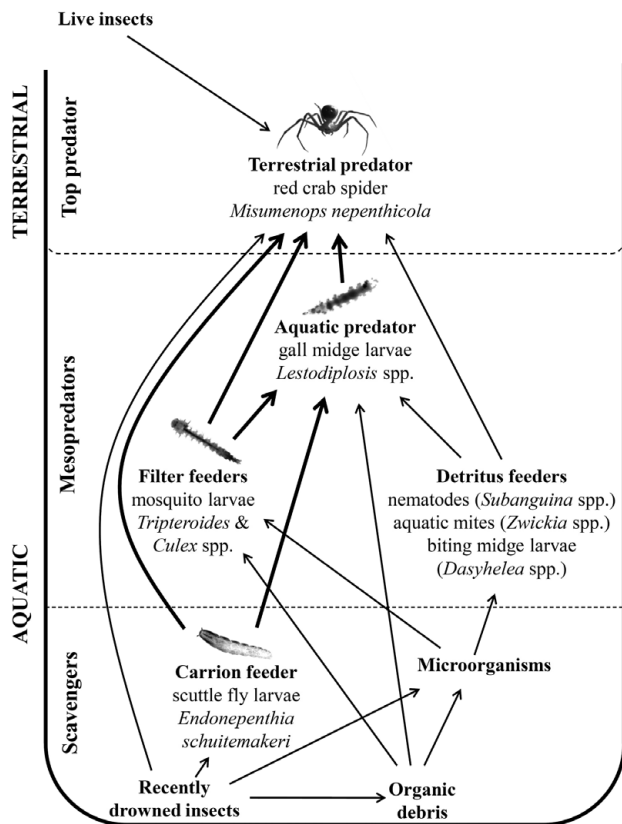 Live insects
TERRESTRIAL
Top predator
Terrestrial predator
red crab spider
Misumenops nepenthicola
Aquatic predator
gall midge larvae
Lestodiplosis spp.
Mesopredators
Filter feeders
mosquito larvae
Tripteroides &
Culex spp.
Detritus feeders
nematodes (Subanguina spp.)
aquatic mites (Zwickia spp.)
biting midge larvae
(Dasyhelea spp.)
AQUATIC
Scavengers
Carrion feeder
scuttle fly larvae
Endonepenthia
schuitemakeri
Microorganisms
Recently
drowned insects
Organic
debris